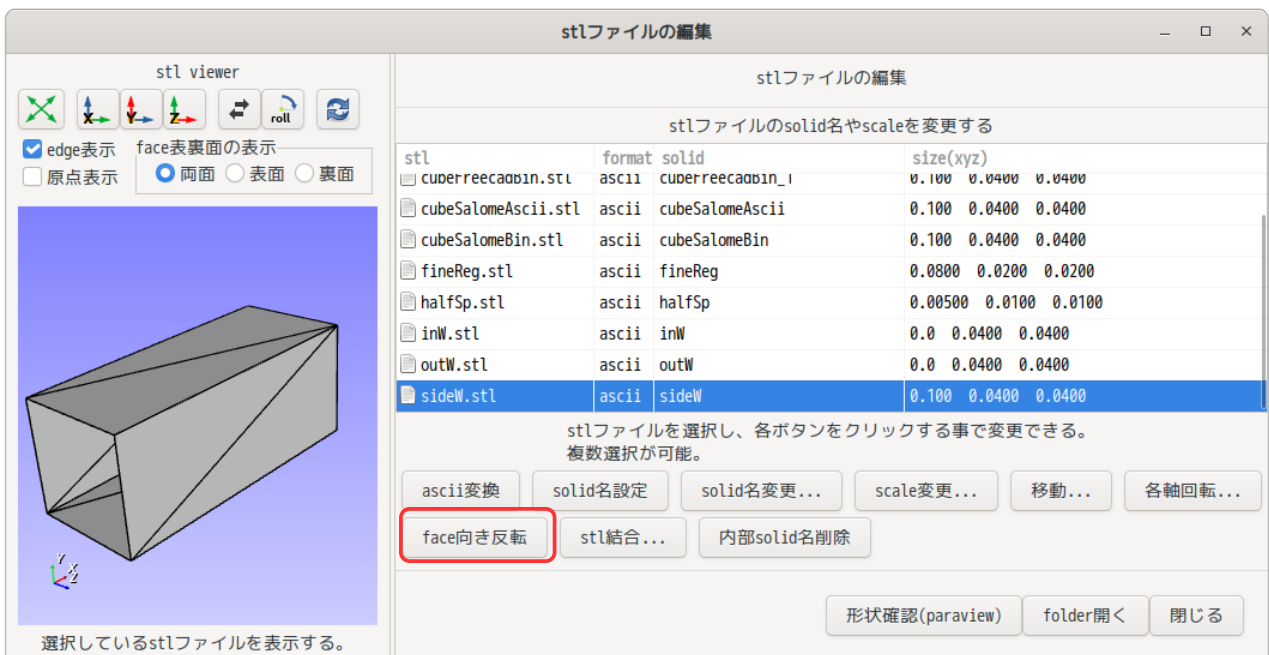 stlファイルの編集
stl viewer
X Y Z roll
edge表示
原点表示
face表裏面の表示
両面 表面 裏面
Y X Z
選択しているstlファイルを表示する。
stlファイルの編集
stlファイルのsolid名やscaleを変更する
stl format solid size(xyz)
cubeFreecadBin.stl ascii cubeFreecadBin_1 0.100 0.0400 0.0400
cubeSalomeAscii.stl ascii cubeSalomeAscii 0.100 0.0400 0.0400
cubeSalomeBin.stl ascii cubeSalomeBin 0.100 0.0400 0.0400
fineReg.stl ascii fineReg 0.0800 0.0200 0.0200
halfSp.stl ascii halfSp 0.00500 0.0100 0.0100
inW.stl ascii inW 0.0 0.0400 0.0400
outW.stl ascii outW 0.0 0.0400 0.0400
sideW.stl ascii sideW 0.100 0.0400 0.0400
stlファイルを選択し、各ボタンをクリックする事で変更できる。
複数選択が可能。
ascii変換 solid名設定 solid名変更... scale変更... 移動... 各軸回転...
face向き反転 stl結合... 内部solid名削除
形状確認(paraview) folder開く 閉じる